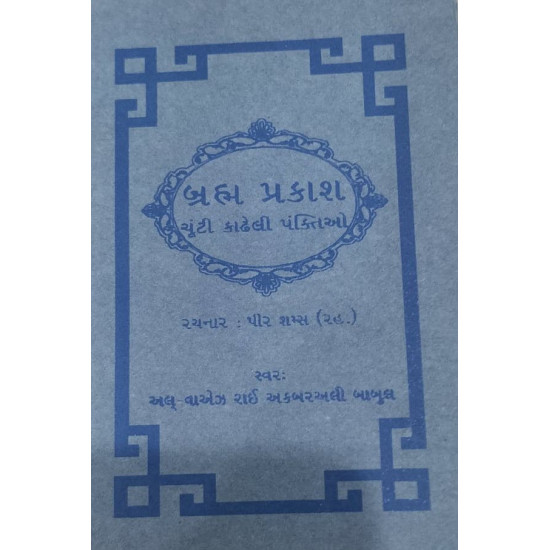 બ્રહ્મ પ્રકાશ
ચૂંટી કાઢેલી પંક્તિઓ
રચનાર : પીર શમ્સ (રહ.)
સ્વરઃ
અલ્-વાએઝ રાઈ અકબરઅલી બાબુલ